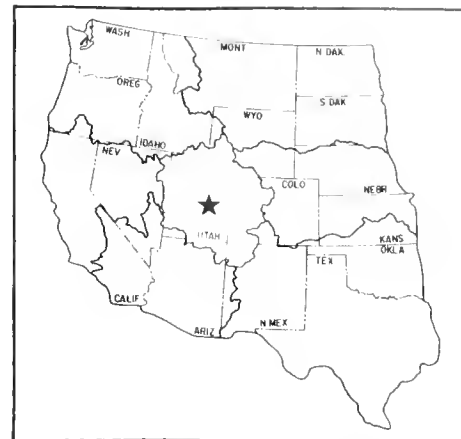 WASH
MONT
N DAK.
OREG
S DAK
WYO
IDAHO
NEV
COLO
NEBR
UTAH
KANS
OKLA
TEX
CALIF
N MEX
ARIZ